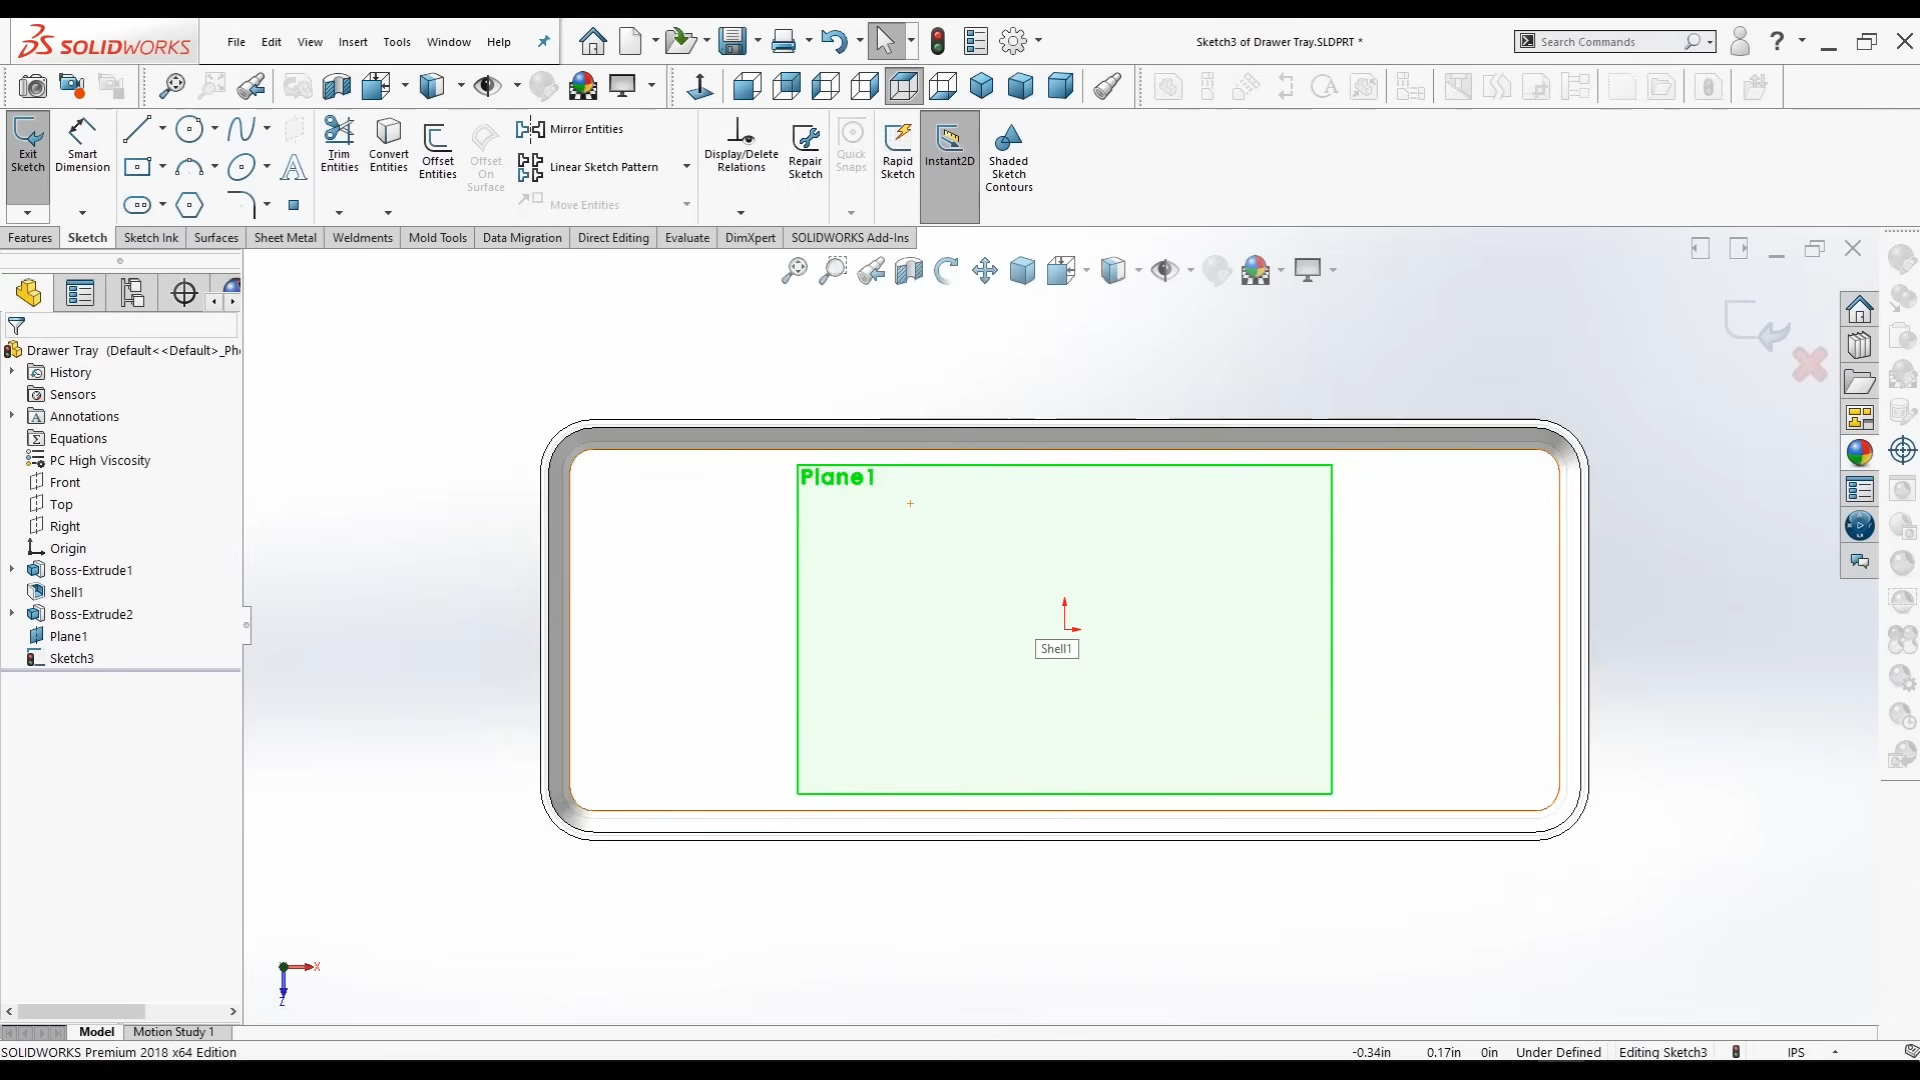 SOLIDWORKS
File Edit View Insert Tools Window Help
Sketch3 of Drawer Tray.SLDPRT *
Search Commands
Exit Sketch
Smart Dimension
Trim Entities
Convert Entities
Offset Entities
Offset On Surface
Mirror Entities
Linear Sketch Pattern
Move Entities
Display/Delete Relations
Repair Sketch
Quick Snaps
Rapid Sketch
Instant2D
Shaded Sketch Contours
Features Sketch Sketch Ink Surfaces Sheet Metal Weldments Mold Tools Data Migration Direct Editing Evaluate DimXpert SOLIDWORKS Add-Ins
Drawer Tray (Default<<Default>_Ph
History
Sensors
Annotations
Equations
PC High Viscosity
Front
Top
Right
Origin
Boss-Extrude1
Shell1
Boss-Extrude2
Plane1
Sketch3
Plane1
Shell1
X
Z
Model Motion Study 1
SOLIDWORKS Premium 2018 x64 Edition
-0.34in 0.17in 0in Under Defined Editing Sketch3 IPS